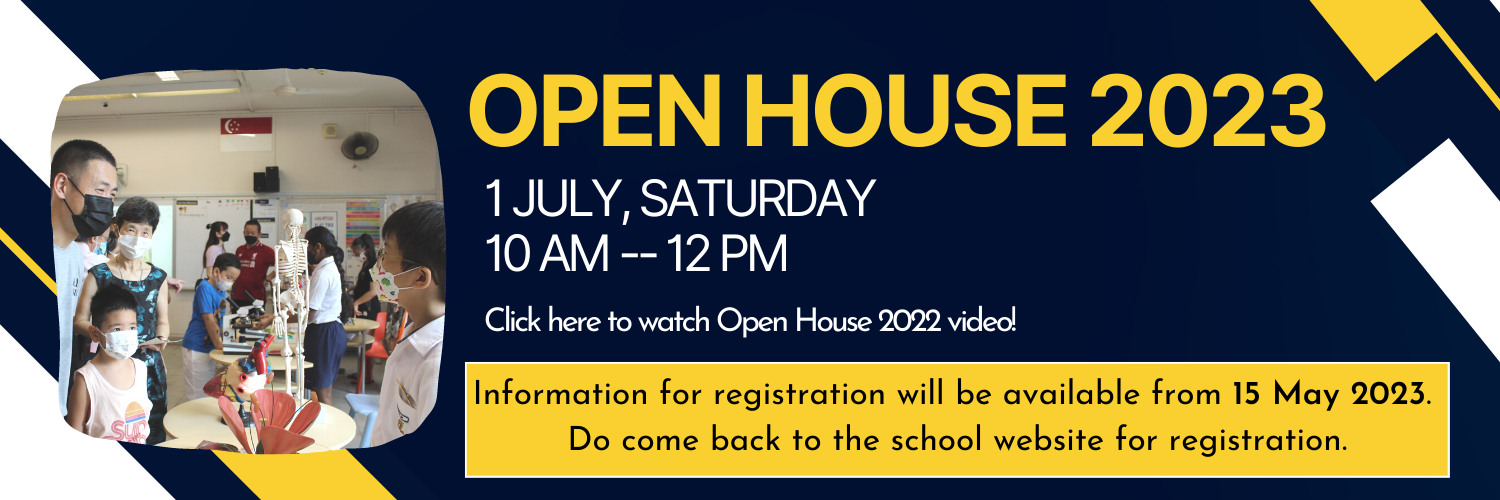 OPEN HOUSE 2023
1 JULY, SATURDAY
10 AM -- 12 PM
Click here to watch Open House 2022 video!
Information for registration will be available from 15 May 2023.
Do come back to the school website for registration.